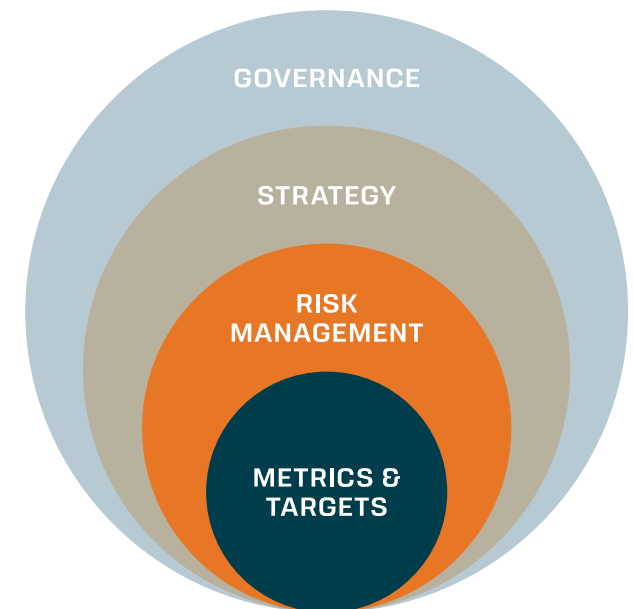 GOVERNANCE
STRATEGY
RISK
MANAGEMENT
METRICS &
TARGETS